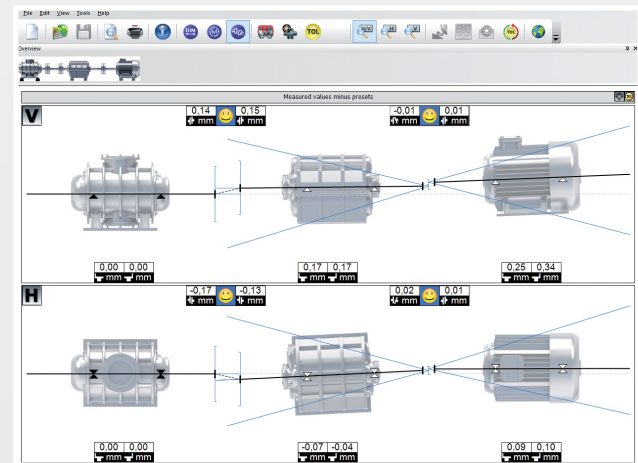 File Edit View Tools Help
DIM M TOL H/V H V TOL
Overview
Measured values minus presets
V
0,14 0,15 -0,01 0,01
mm mm mm mm
0,00 0,00 0,17 0,17 0,25 0,34
mm mm mm mm mm mm
H
-0,17 -0,13 0,02 0,01
mm mm mm mm
0,00 0,00 -0,07 -0,04 0,09 0,10
mm mm mm mm mm mm